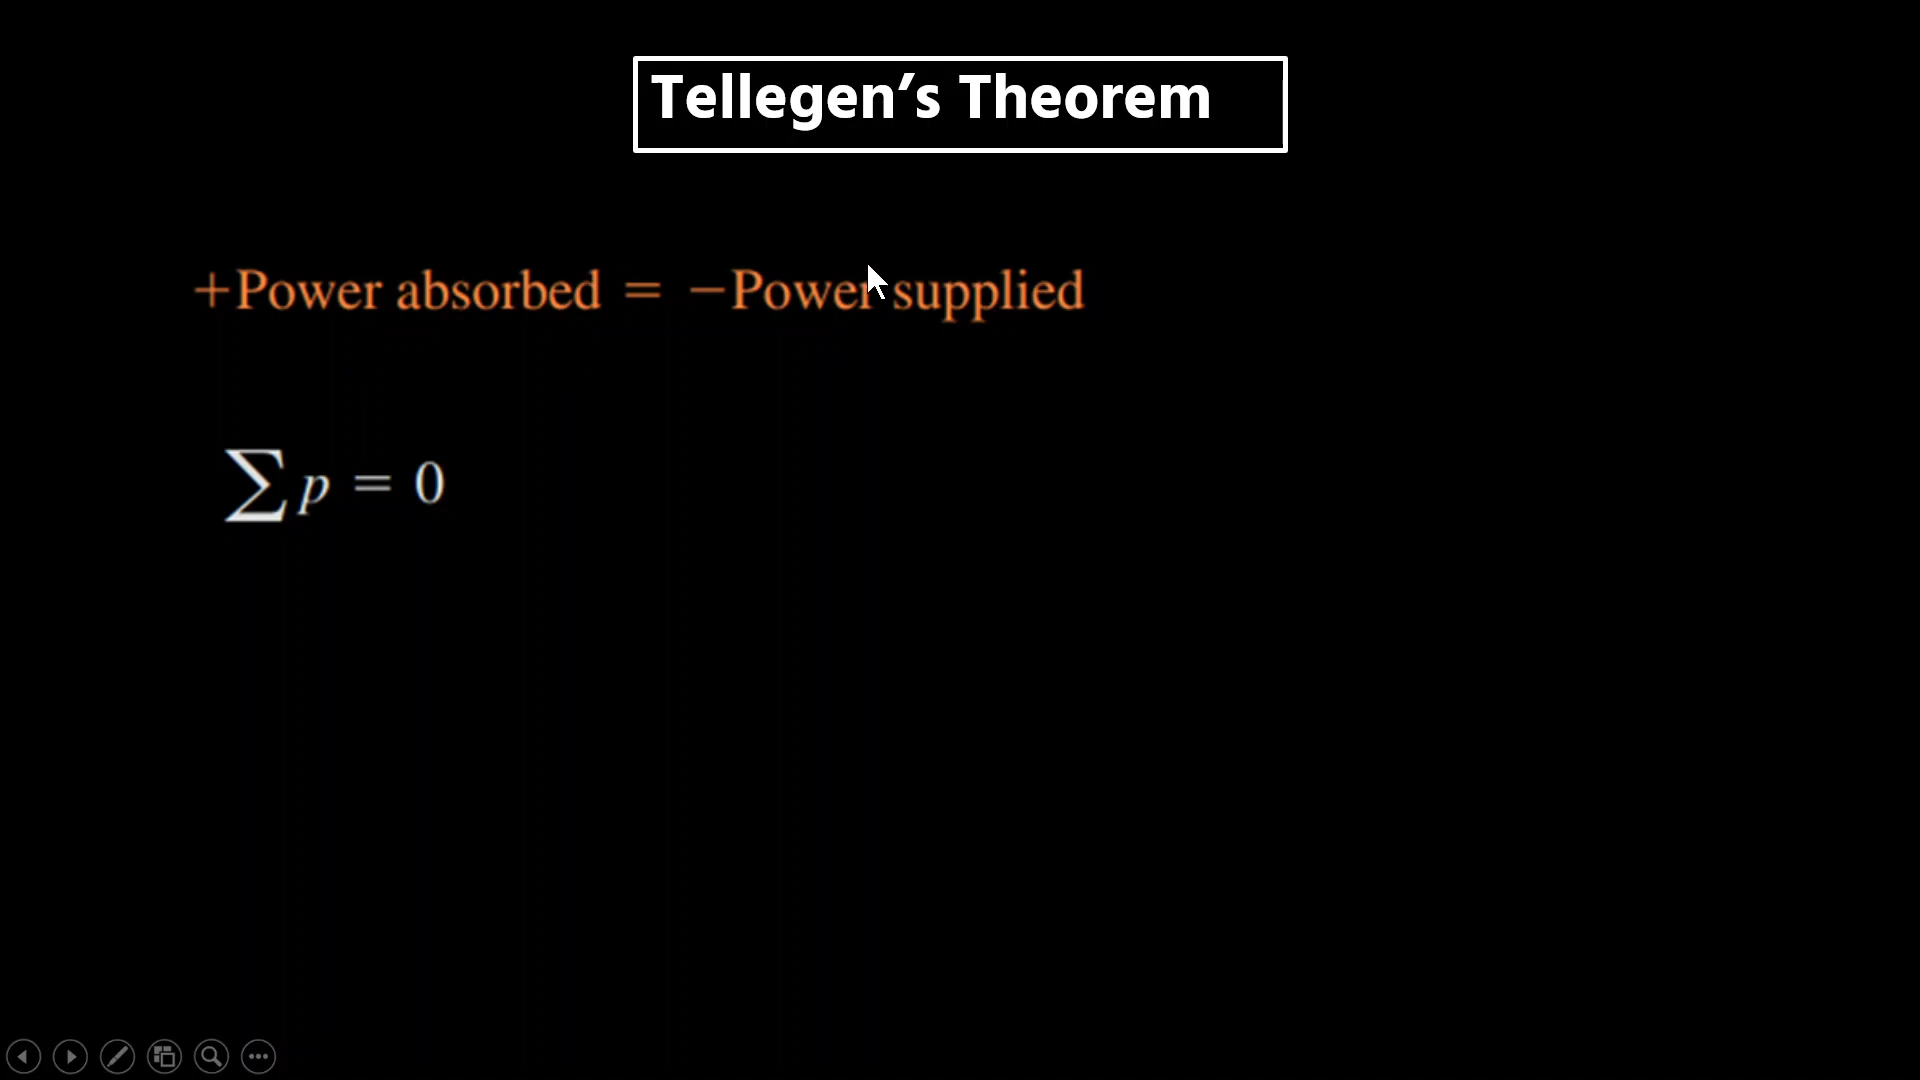 Tellegen’s Theorem
+Power absorbed = −Power supplied
∑ p = 0